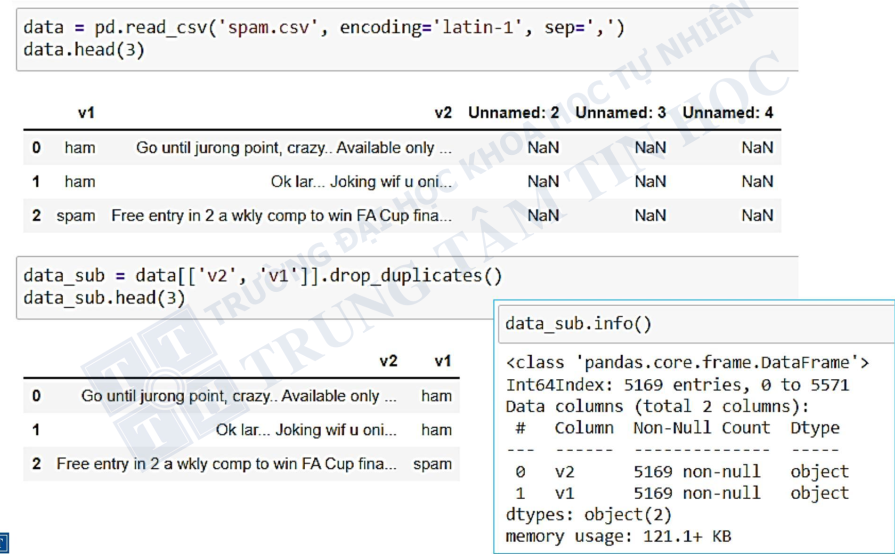 data = pd.read_csv('spam.csv', encoding='latin-1', sep=',')
data.head(3)
v1 v2 Unnamed: 2 Unnamed: 3 Unnamed: 4
0 ham Go until jurong point, crazy.. Available only ... NaN NaN NaN
1 ham Ok lar... Joking wif u oni... NaN NaN NaN
2 spam Free entry in 2 a wkly comp to win FA Cup fina... NaN NaN NaN
data_sub = data[['v2', 'v1']].drop_duplicates()
data_sub.head(3)
v2 v1
0 Go until jurong point, crazy.. Available only ... ham
1 Ok lar... Joking wif u oni... ham
2 Free entry in 2 a wkly comp to win FA Cup fina... spam
data_sub.info()
<class 'pandas.core.frame.DataFrame'>
Int64Index: 5169 entries, 0 to 5571
Data columns (total 2 columns):
# Column Non-Null Count Dtype
--- ------ -------------- -----
0 v2 5169 non-null object
1 v1 5169 non-null object
dtypes: object(2)
memory usage: 121.1+ KB
TRƯỜNG ĐẠI HỌC KHOA HỌC TỰ NHIÊN
TRUNG TÂM TIN HỌC